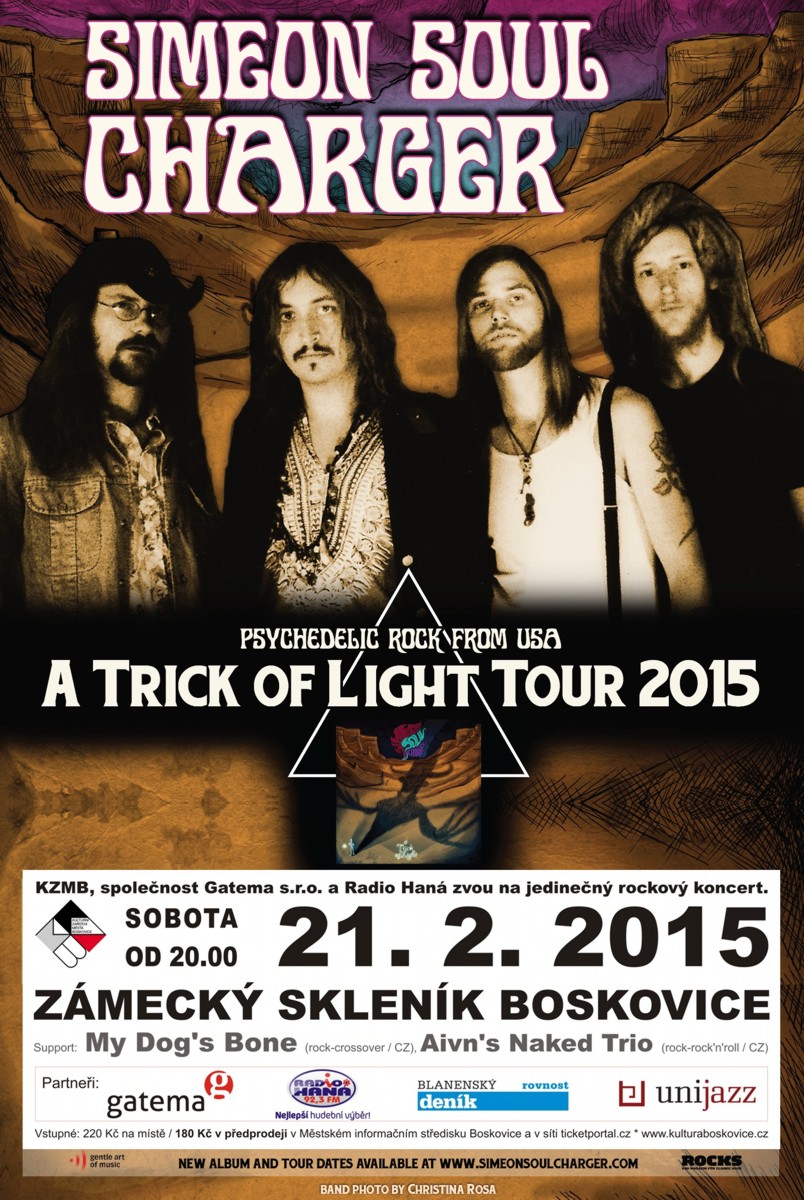 SIMEON SOUL
CHARGER
PSYCHEDELIC ROCK FROM USA
A TRICK OF LIGHT TOUR 2015
KZMB, společnost Gatema s.r.o. a Radio Haná zvou na jedinečný rockový koncert.
SOBOTA
OD 20.00
21. 2. 2015
ZÁMECKÝ SKLENÍK BOSKOVICE
Support: My Dog's Bone (rock-crossover / CZ), Aivn's Naked Trio (rock-rock'n'roll / CZ)
Partneři:
gatema g
RADIO
HANÁ
92,3 FM
Nejlepší hudební výběr!
BLANENSKÝ rovnost
deník
unijazz
Vstupné: 220 Kč na místě / 180 Kč v předprodeji v Městském informačním středisku Boskovice a v síti ticketportal.cz * www.kulturaboskovice.cz
gentle art
of music
NEW ALBUM AND TOUR DATES AVAILABLE AT WWW.SIMEONSOULCHARGER.COM
ROCKS
BAND PHOTO BY CHRISTINA ROSA